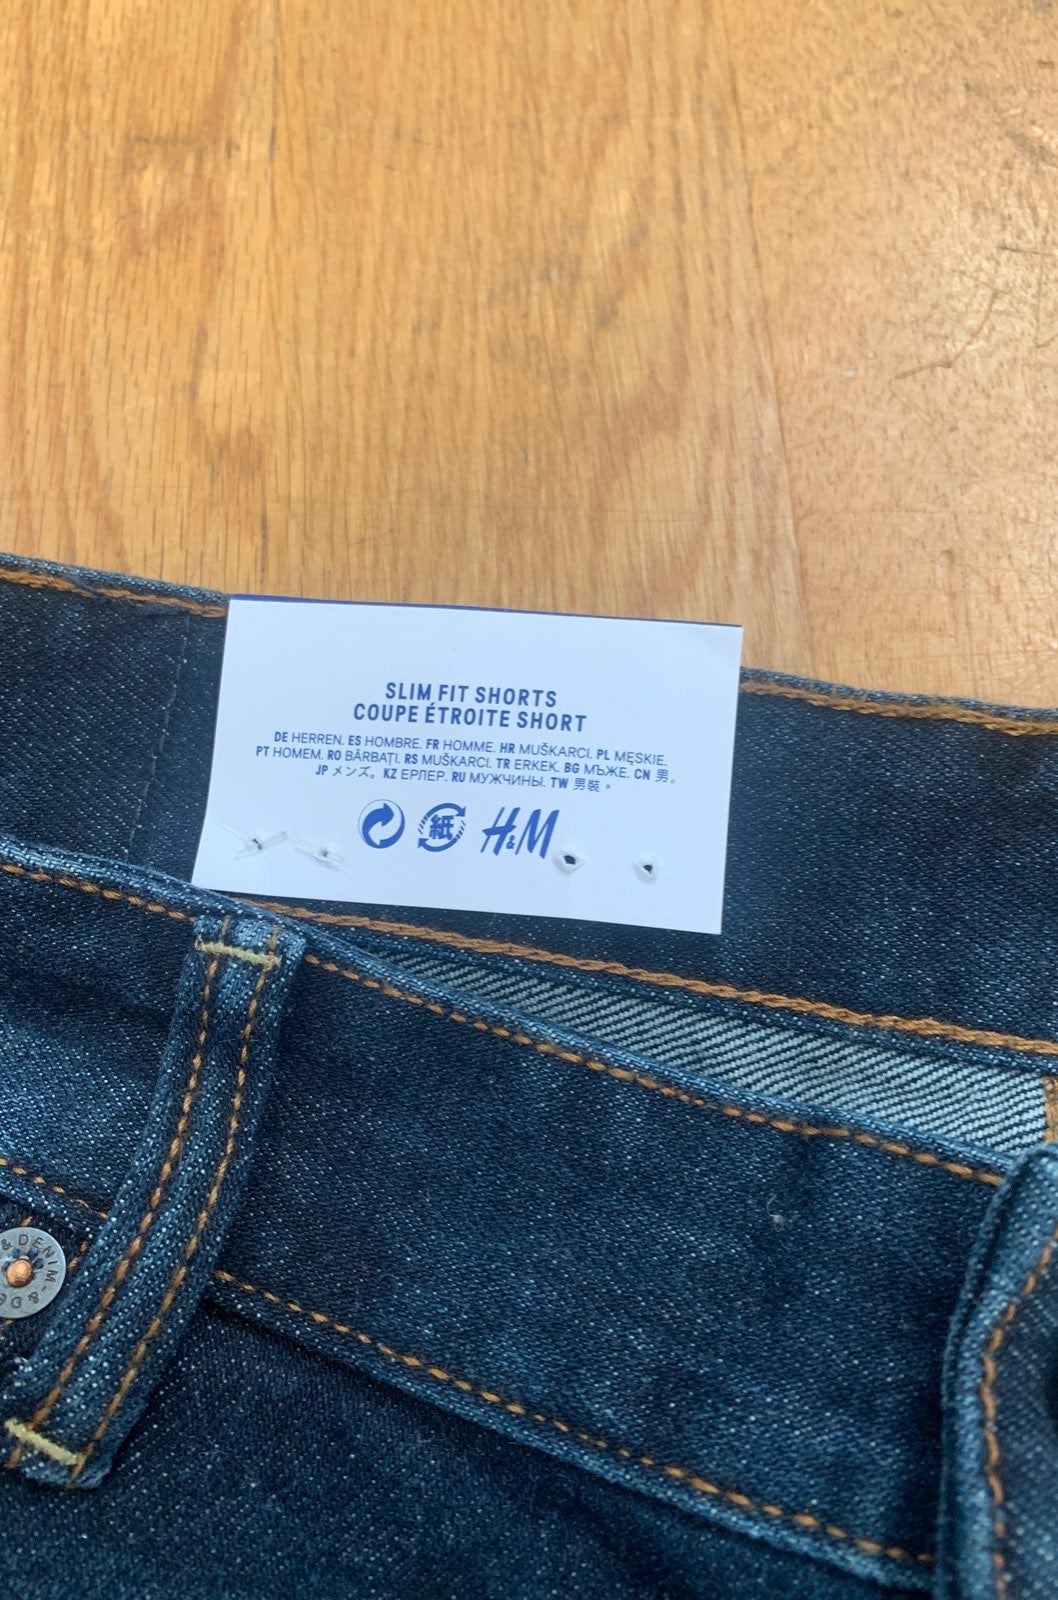 SLIM FIT SHORTS
COUPE ÉTROITE SHORT
DE HERREN. ES HOMBRE. FR HOMME. HR MUŠKARCI. PL MĘSKIE.
PT HOMEM. RO BĂRBAȚI. RS MUŠKARCI. TR ERKEK. BG МЪЖЕ. CN 男。
JP メンズ。 KZ ЕРЛЕР. RU МУЖЧИНЫ. TW 男裝。
紙 H&M
& DENIM - & DE